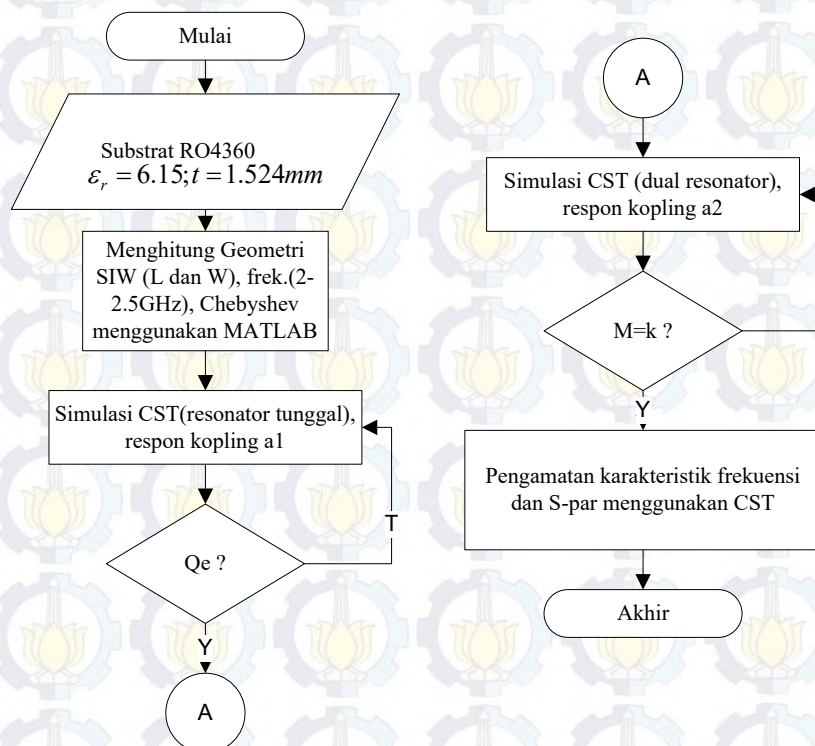 Mulai
Substrat RO4360
εr = 6.15; t = 1.524mm
Menghitung Geometri
SIW (L dan W), frek.(2-
2.5GHz), Chebyshev
menggunakan MATLAB
Simulasi CST(resonator tunggal),
respon kopling a1
T
Qe ?
Y
A
A
Simulasi CST (dual resonator),
respon kopling a2
M=k ?
Y
Pengamatan karakteristik frekuensi
dan S-par menggunakan CST
Akhir